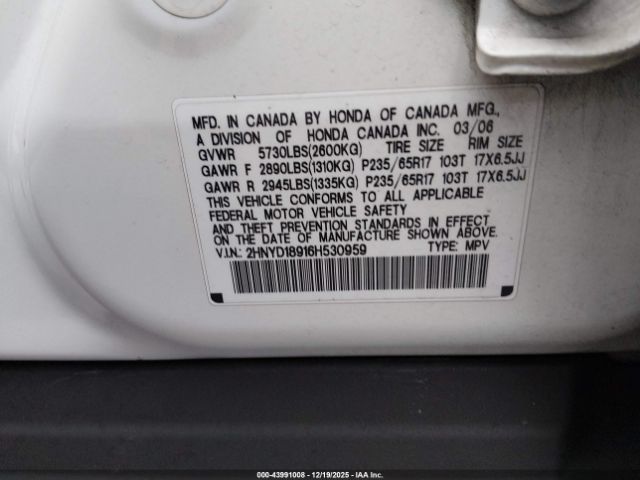 MFD. IN CANADA BY HONDA OF CANADA MFG.,
A DIVISION OF HONDA CANADA INC. 03/06
GVWR 5730LBS(2600KG) TIRE SIZE RIM SIZE
GAWR F 2890LBS(1310KG) P235/65R17 103T 17X6.5JJ
GAWR R 2945LBS(1335KG) P235/65R17 103T 17X6.5JJ
THIS VEHICLE CONFORMS TO ALL APPLICABLE
FEDERAL MOTOR VEHICLE SAFETY
AND THEFT PREVENTION STANDARDS IN EFFECT
ON THE DATE OF MANUFACTURE SHOWN ABOVE.
V.I.N.: 2HNYD18916H530959 TYPE: MPV
000-43991008 - 12/19/2025 - IAA Inc.